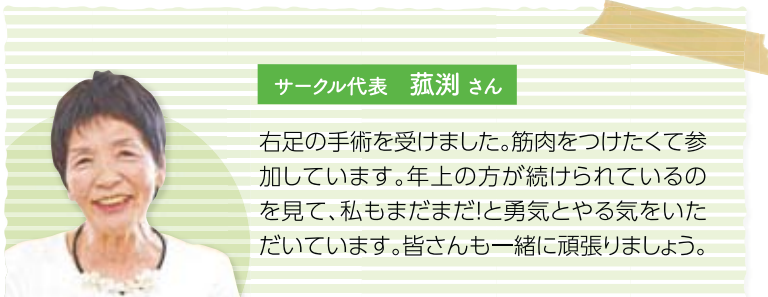 サークル代表　菰渕 さん
右足の手術を受けました。筋肉をつけたくて参
加しています。年上の方が続けられているの
を見て、私もまだまだ!と勇気とやる気をいた
だいています。皆さんも一緒に頑張りましょう。